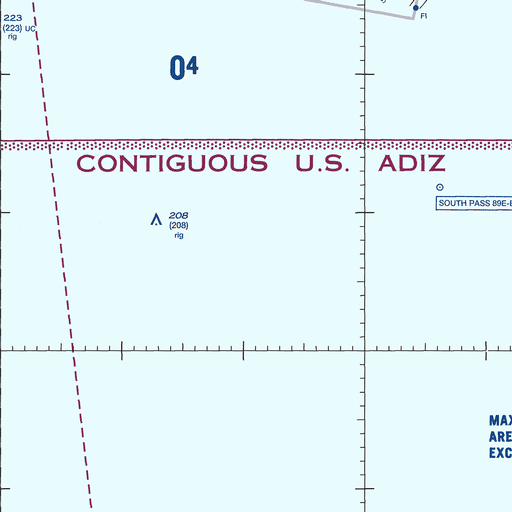 223
(223) UC
rig
Fl
04
CONTIGUOUS U.S. ADIZ
208
(208)
rig
SOUTH PASS 89E-E
MAX
ARE
EXC